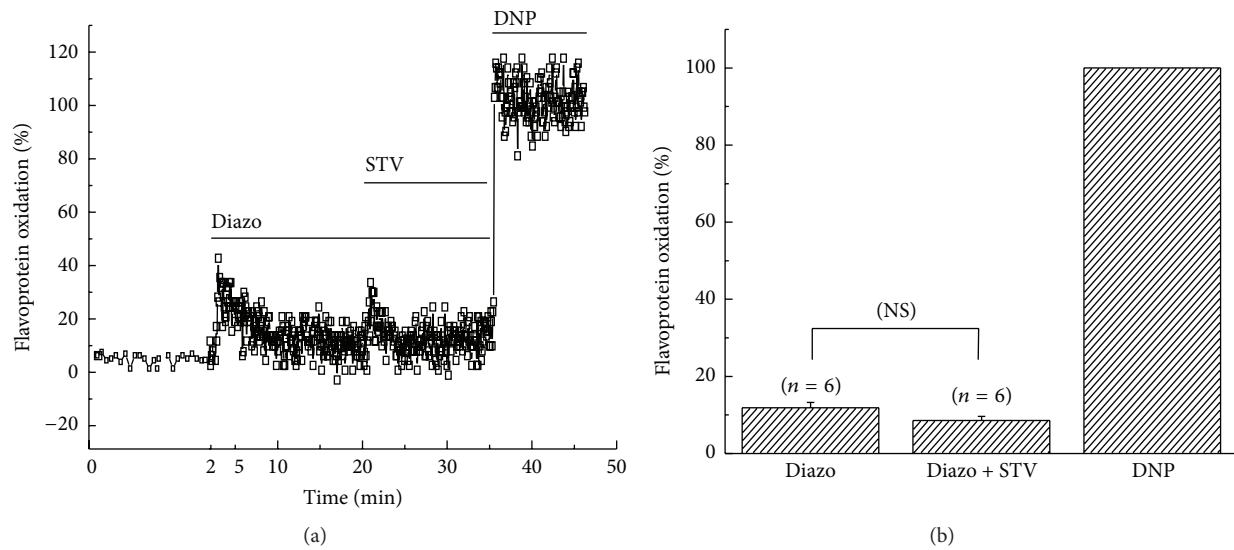 DNP
120
100
80
60
40
20
0
−20
Flavoprotein oxidation (%)
STV
Diazo
0 2 5 10 20 30 40 50
Time (min)
(a)
100
80
60
40
20
0
Flavoprotein oxidation (%)
(NS)
(n = 6)
(n = 6)
Diazo
Diazo + STV
DNP
(b)